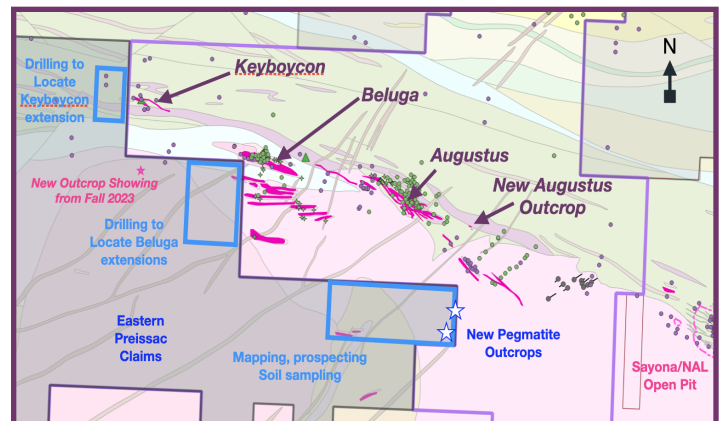 N
Drilling to
Locate
Keyboycon
extension
Keyboycon
Beluga
Augustus
New Augustus
Outcrop
New Outcrop Showing
from Fall 2023
Drilling to
Locate Beluga
extensions
Eastern
Preissac
Claims
Mapping, prospecting
Soil sampling
New Pegmatite
Outcrops
Sayona/NAL
Open Pit